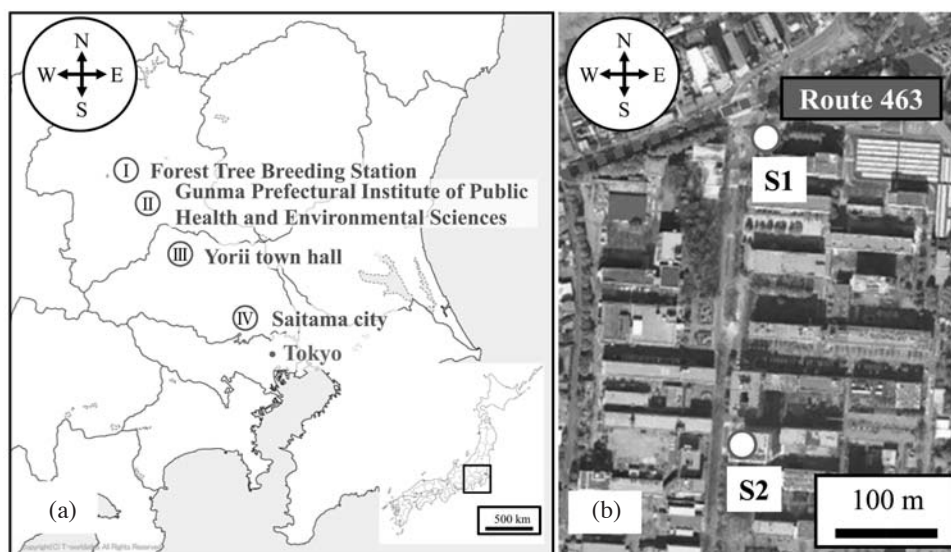 N
W E
S
I Forest Tree Breeding Station
II Gunma Prefectural Institute of Public
Health and Environmental Sciences
III Yorii town hall
IV Saitama city
Tokyo
500 km
(a)
N
W E
S
Route 463
S1
S2
100 m
(b)